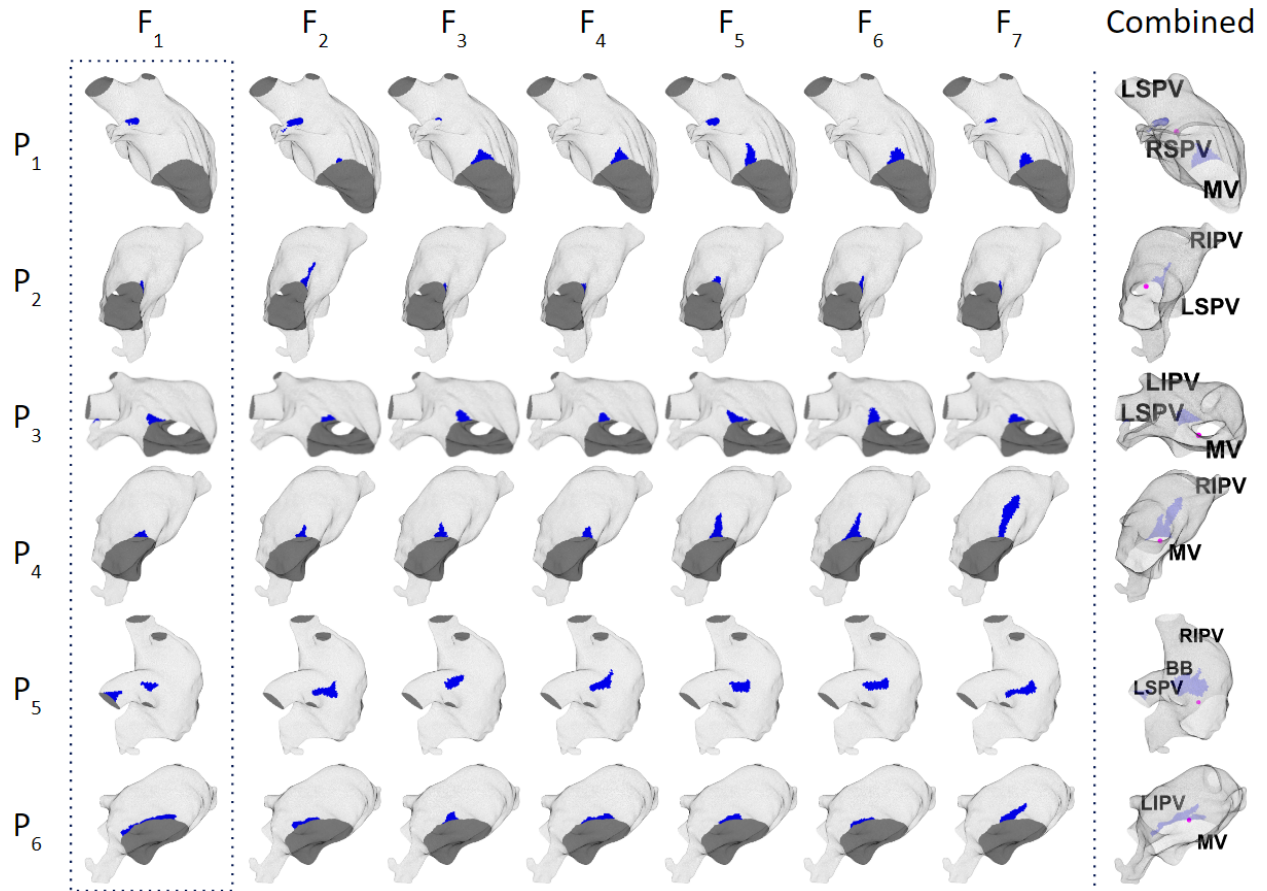 F1 F2 F3 F4 F5 F6 F7 Combined
P1
LSPV
RSPV
MV
P2
RIPV
LSPV
P3
LIPV
LSPV
MV
P4
RIPV
MV
P5
RIPV
BB
LSPV
P6
LIPV
MV